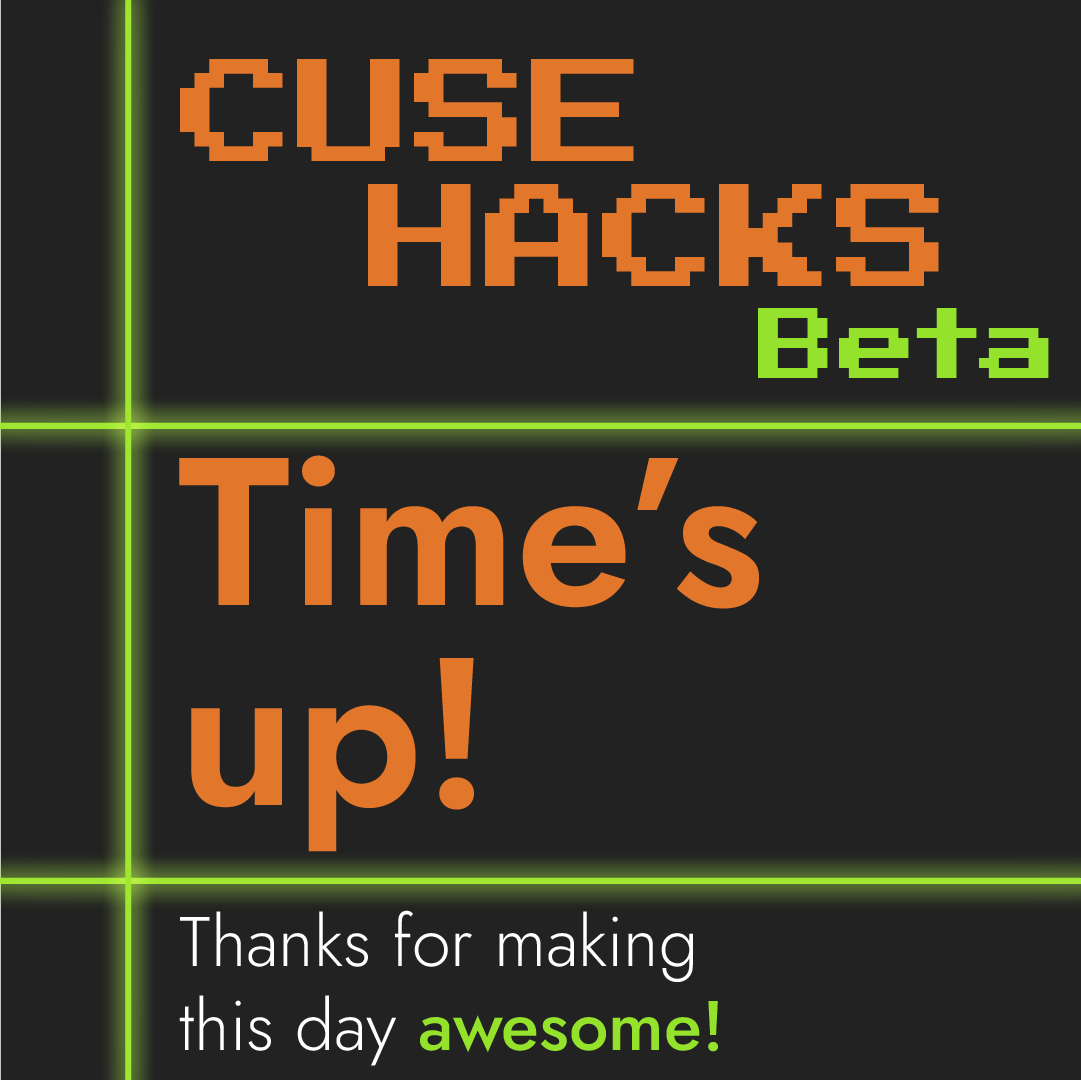 CUSE
HACKS
Beta
Time’s
up!
Thanks for making
this day awesome!